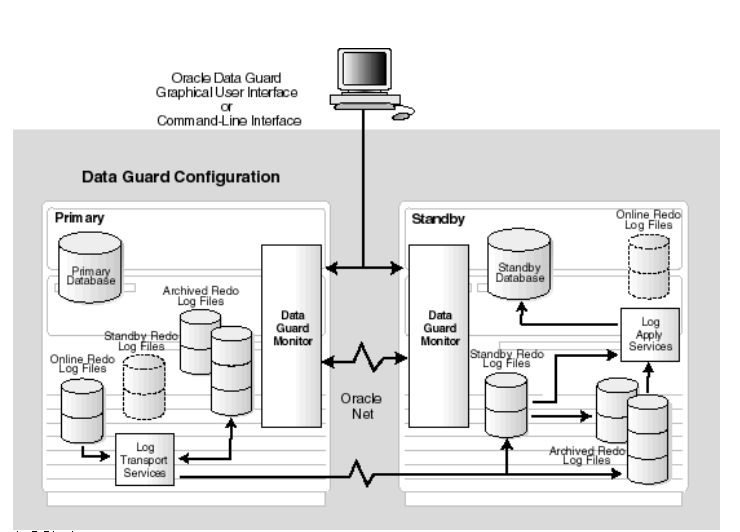 Oracle Data Guard
Graphical User Interface
or
Command-Line Interface
Data Guard Configuration
Primary
Primary
Database
Archived Redo
Log Files
Standby Redo
Log Files
Online Redo
Log Files
Log
Transport
Services
Data
Guard
Monitor
Oracle
Net
Standby
Data
Guard
Monitor
Standby
Database
Online Redo
Log Files
Log
Apply
Services
Standby Redo
Log Files
Archived Redo
Log Files